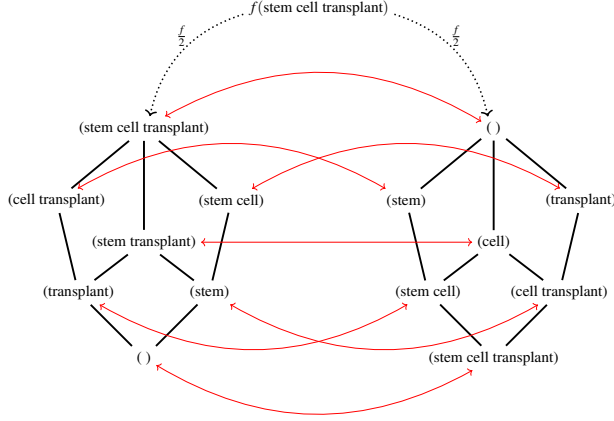 f(stem cell transplant)
f/2
f/2
(stem cell transplant)
( )
(cell transplant)
(stem cell)
(stem)
(transplant)
(stem transplant)
(cell)
(transplant)
(stem)
(stem cell)
(cell transplant)
( )
(stem cell transplant)